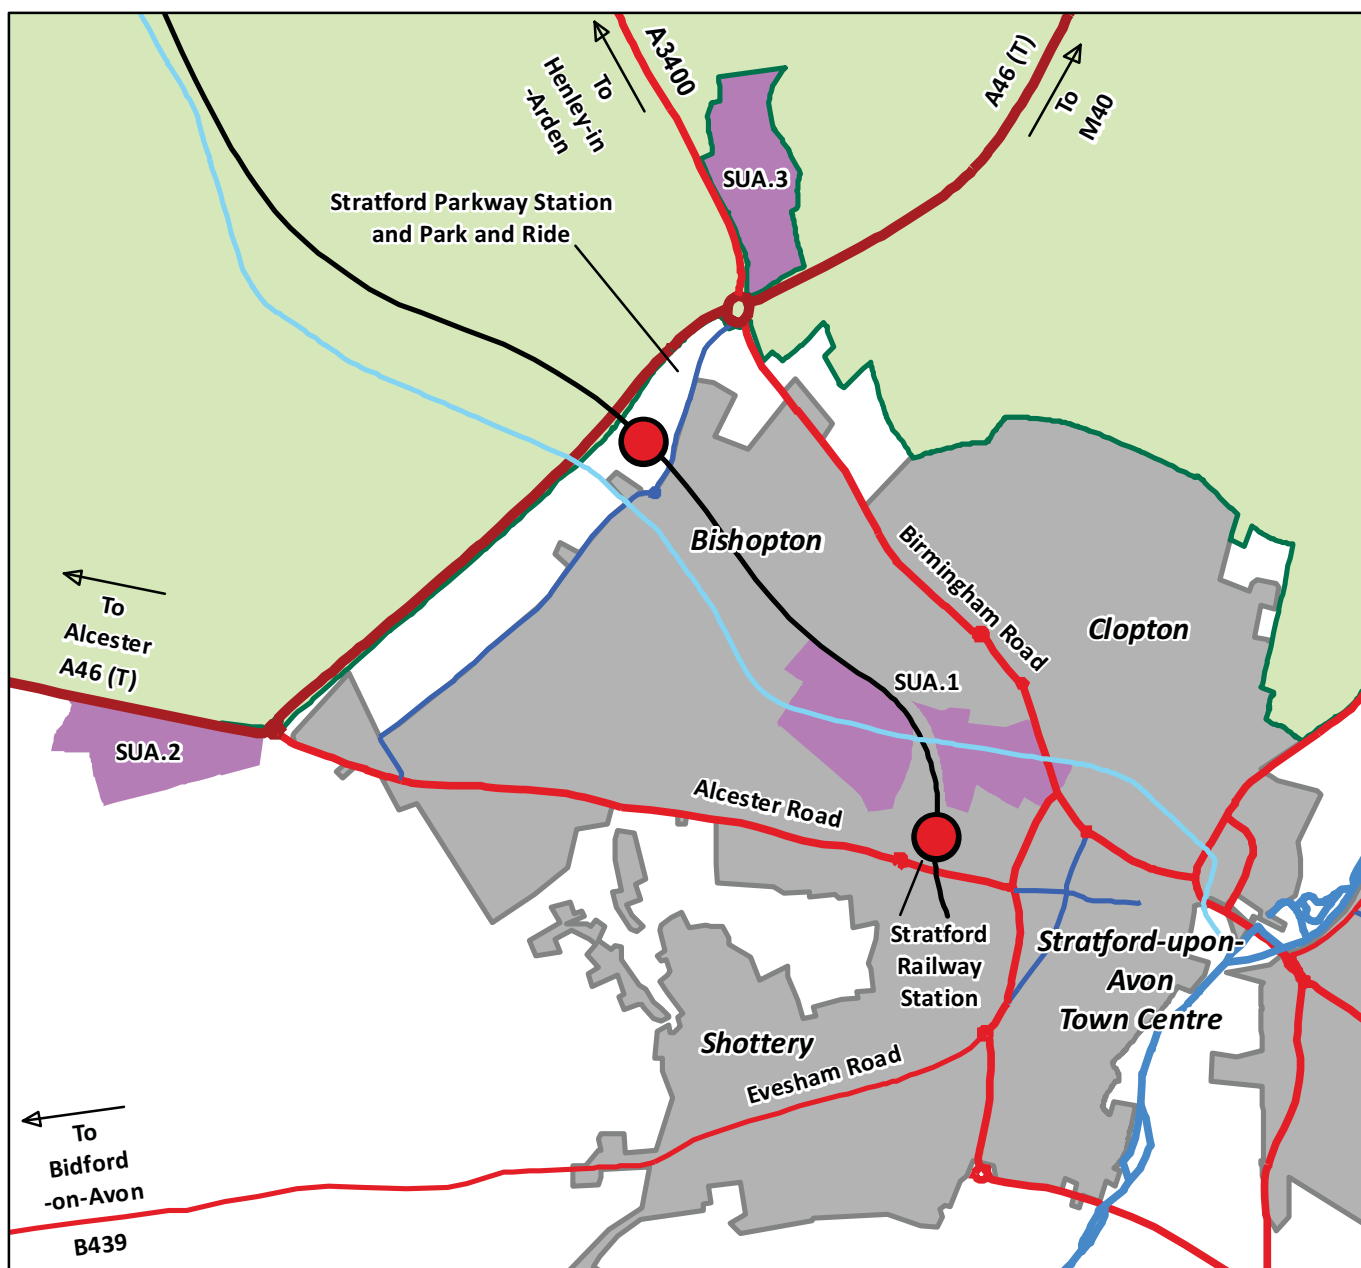 A3400
To
Henley-in
-Arden
A46 (T)
To
M40
SUA.3
Stratford Parkway Station
and Park and Ride
Bishopton
Birmingham Road
Clopton
To
Alcester
A46 (T)
SUA.1
SUA.2
Alcester Road
Stratford
Railway
Station
Stratford-upon-
Avon
Town Centre
Shottery
Evesham Road
To
Bidford
-on-Avon
B439